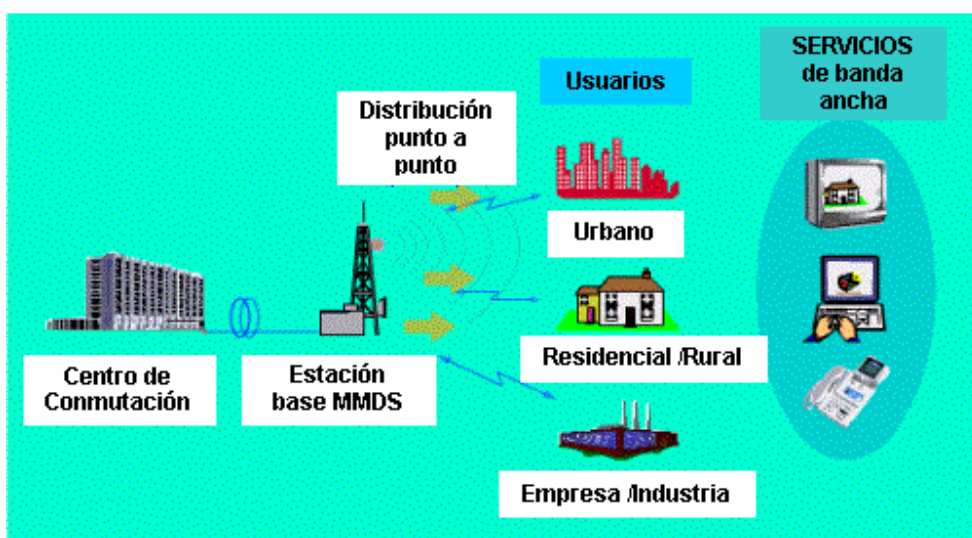 SERVICIOS
de banda
ancha
Usuarios
Distribución
punto a
punto
Urbano
Residencial /Rural
Centro de
Conmutación
Estación
base MMDS
Empresa /Industria